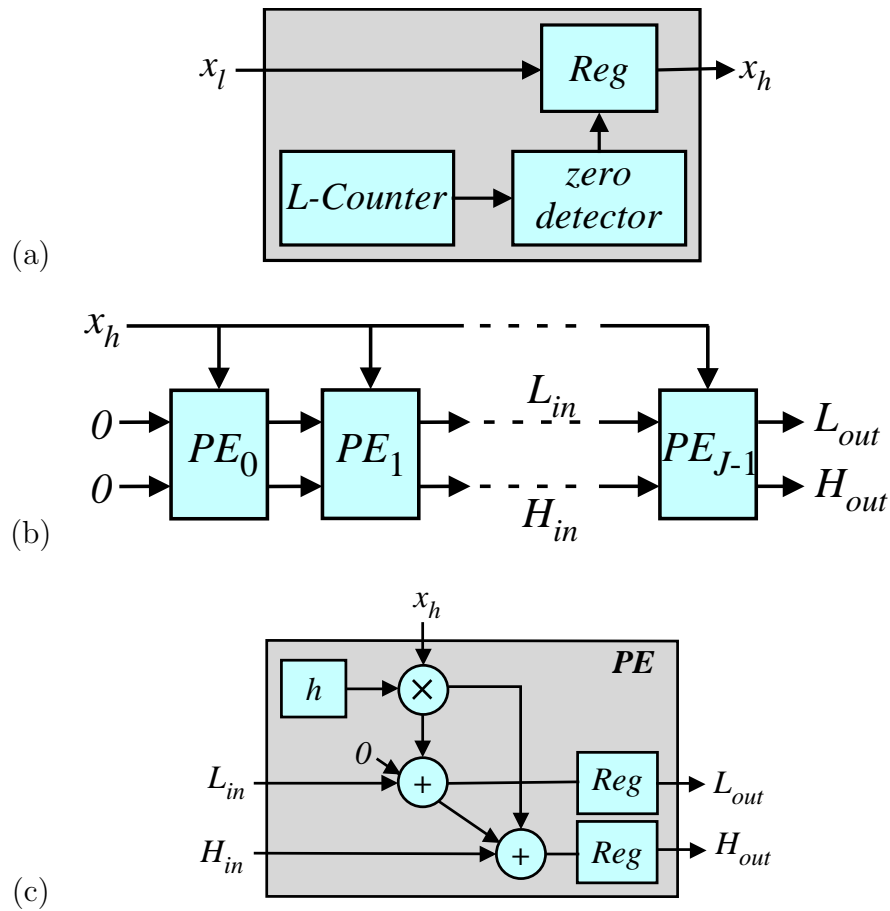 x_l Reg x_h
L-Counter zero detector
(a)
x_h
0 PE_0 PE_1 L_in PE_{J-1} L_out
0 H_in H_out
(b)
x_h
PE
h ×
0
L_in + Reg L_out
H_in + Reg H_out
(c)